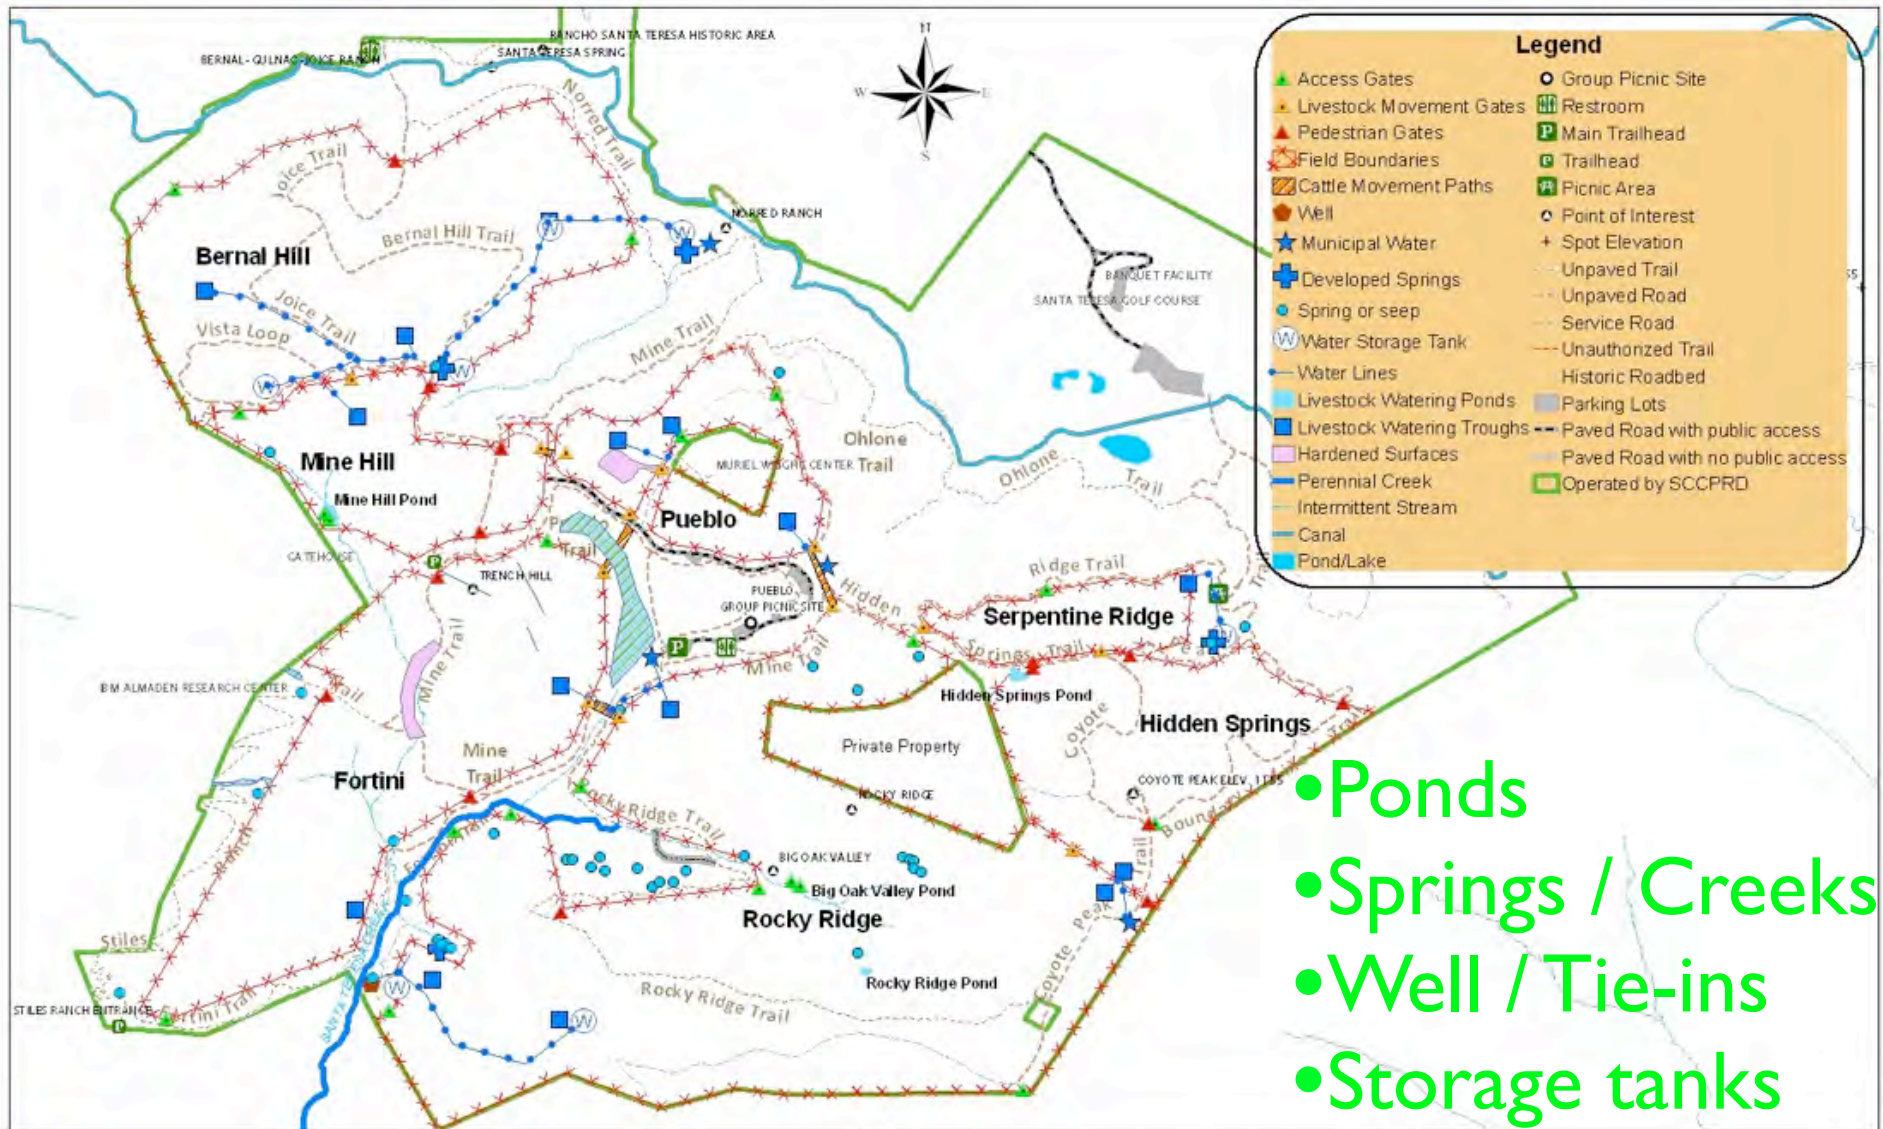 RANCHO SANTA TERESA HISTORIC AREA
SANTA TERESA SPRING
BERNAL-GULNAC-JOICE RANCH
N
W
E
S
Norred Trail
Joice Trail
NORRED RANCH
Bernal Hill Trail
Bernal Hill
Joice Trail
Vista Loop
Mine Trail
BANQUET FACILITY
SANTA TERESA GOLF COURSE
Ohlone
Trail
MURIEL WRIGHT CENTER
Mine Hill
Mine Hill Pond
Ohlone
Trail
Pueblo
Trail
GATEHOUSE
TRENCH HILL
PUEBLO
GROUP PICNIC SITE
Hidden
Ridge Trail
Serpentine Ridge
Springs Trail
Mine Trail
Mine Trail
IBM ALMADEN RESEARCH CENTER
Trail
Hidden Springs Pond
Coyote
Hidden Springs
Trail
Private Property
Mine
Trail
Fortini
COYOTE PEAK ELEV. 1155
ROCKY RIDGE
Rocky Ridge Trail
Boundary
Trail
Ranch
BIG OAK VALLEY
Big Oak Valley Pond
Rocky Ridge
Coyote Peak
Stiles
Rocky Ridge Pond
Rocky Ridge Trail
STILES RANCH ENTRANCE
Fortini Trail
Legend
Access Gates
Livestock Movement Gates
Pedestrian Gates
Field Boundaries
Cattle Movement Paths
Well
Municipal Water
Developed Springs
Spring or seep
Water Storage Tank
Water Lines
Livestock Watering Ponds
Livestock Watering Troughs
Hardened Surfaces
Perennial Creek
Intermittent Stream
Canal
Pond/Lake
Group Picnic Site
Restroom
Main Trailhead
Trailhead
Picnic Area
Point of Interest
Spot Elevation
Unpaved Trail
Unpaved Road
Service Road
Unauthorized Trail
Historic Roadbed
Parking Lots
Paved Road with public access
Paved Road with no public access
Operated by SCCPRD
•Ponds
•Springs / Creeks
•Well / Tie-ins
•Storage tanks